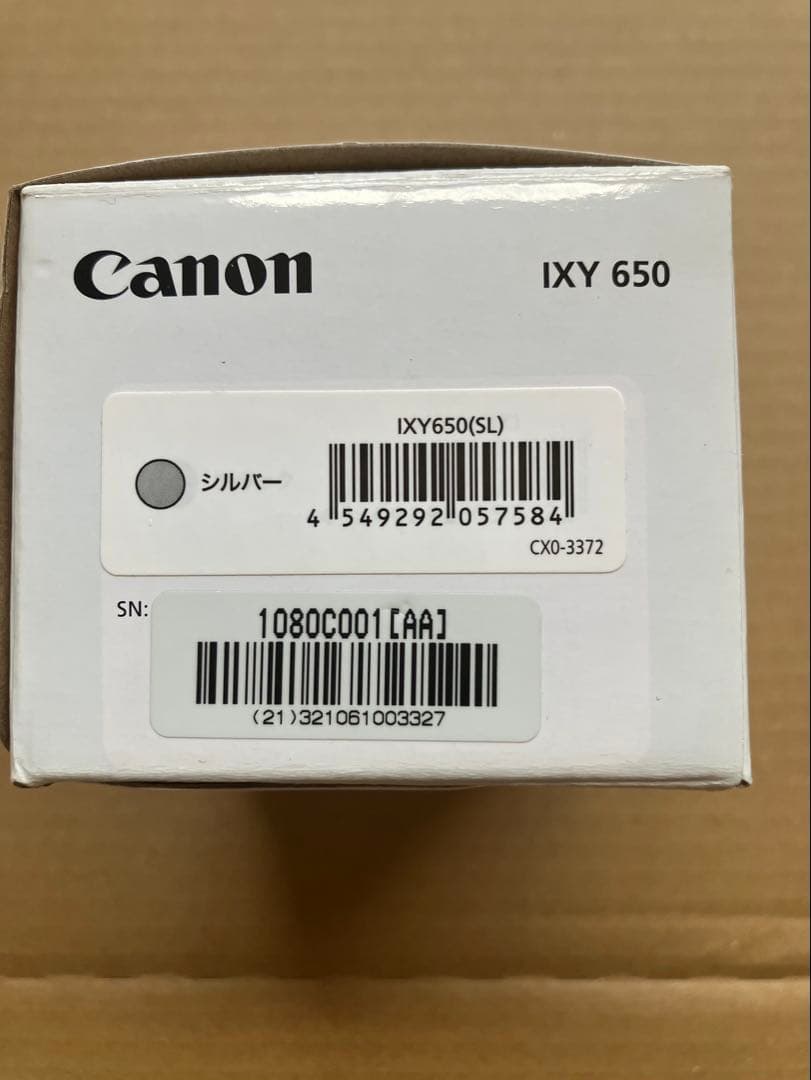 Canon
IXY 650
IXY650(SL)
シルバー
4 549292 057584
CX0-3372
SN:
1080C001[AA]
(21)321061003327